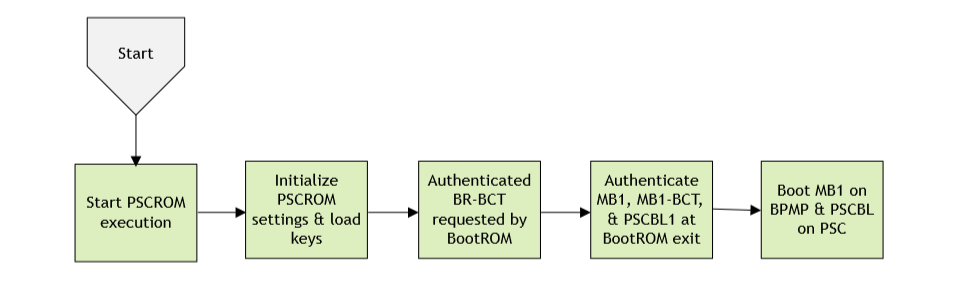 Start
Start PSCROM
execution
Initialize
PSCROM
settings & load
keys
Authenticated
BR-BCT
requested by
BootROM
Authenticate
MB1, MB1-BCT,
& PSCBL1 at
BootROM exit
Boot MB1 on
BPMP & PSCBL
on PSC